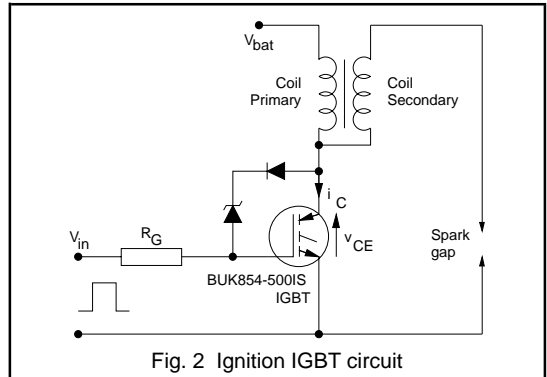 V bat
Coil
Primary
Coil
Secondary
i C
V in
R G
v CE
Spark
gap
BUK854-500IS
IGBT
Fig. 2 Ignition IGBT circuit